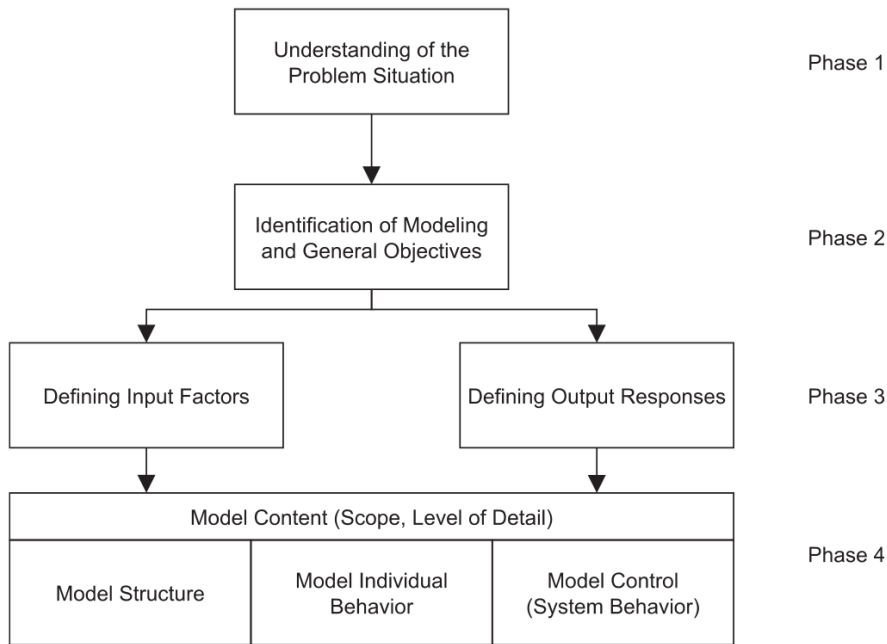 Understanding of the
Problem Situation
Phase 1
Identification of Modeling
and General Objectives
Phase 2
Defining Input Factors
Defining Output Responses
Phase 3
Model Content (Scope, Level of Detail)
Phase 4
Model Structure
Model Individual
Behavior
Model Control
(System Behavior)